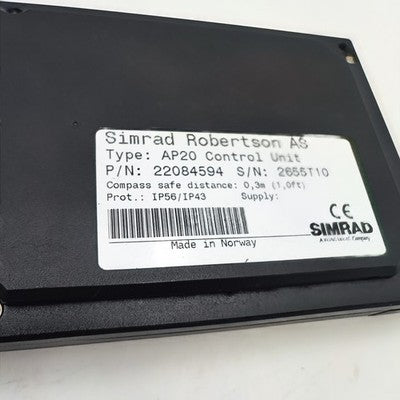 Simrad Robertson AS
Type: AP20 Control Unit
P/N: 22084594 S/N: 2655T10
Compass safe distance: 0,3m (1,0ft)
Prot.: IP56/IP43 Supply:
CE
SIMRAD
Made in Norway